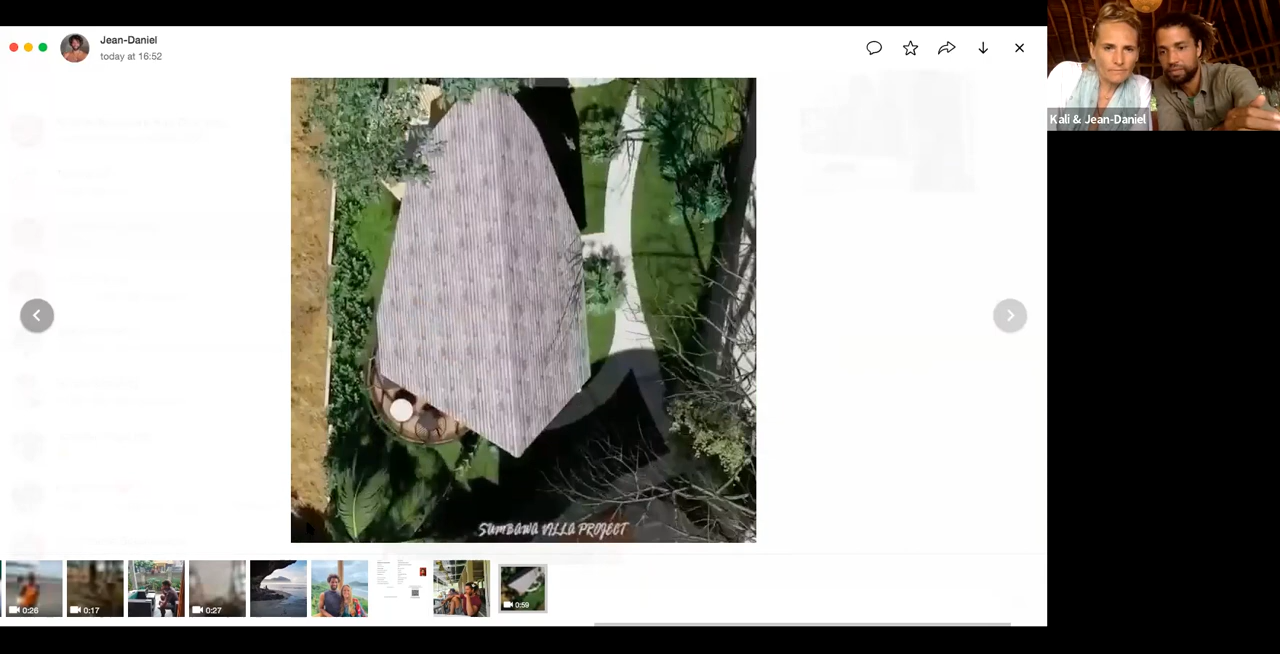 Jean-Daniel
today at 16:52
Kali & Jean-Daniel
SUMBAWA VILLA PROJECT
0:26
0:17
0:27
0:59